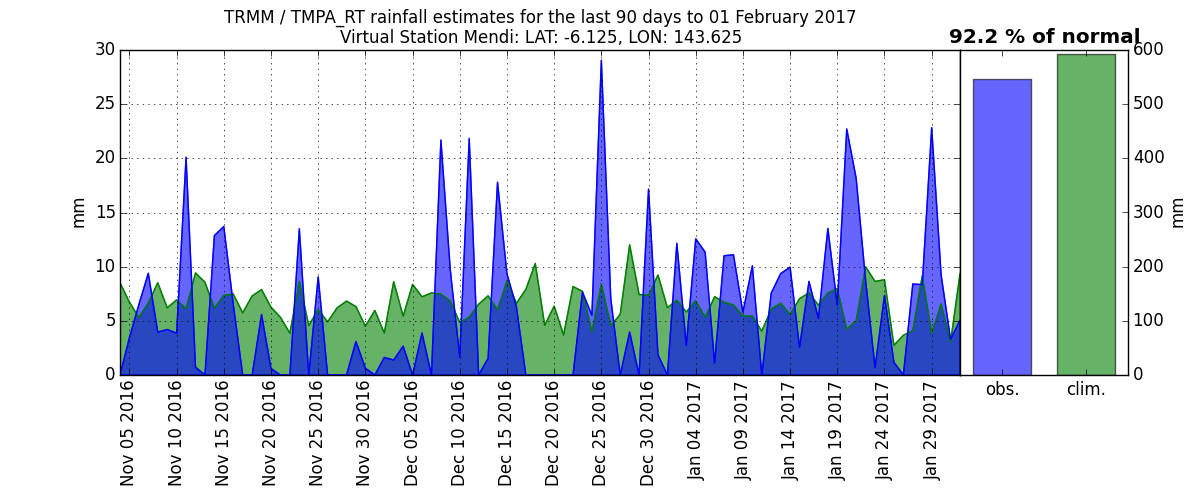 TRMM / TMPA_RT rainfall estimates for the last 90 days to 01 February 2017
Virtual Station Mendi: LAT: -6.125, LON: 143.625
92.2 % of normal
30
25
20
15
10
5
0
mm
600
500
400
300
200
100
0
mm
Nov 05 2016
Nov 10 2016
Nov 15 2016
Nov 20 2016
Nov 25 2016
Nov 30 2016
Dec 05 2016
Dec 10 2016
Dec 15 2016
Dec 20 2016
Dec 25 2016
Dec 30 2016
Jan 04 2017
Jan 09 2017
Jan 14 2017
Jan 19 2017
Jan 24 2017
Jan 29 2017
obs.
clim.